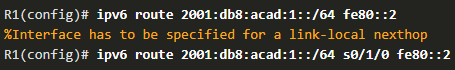 R1(config)# ipv6 route 2001:db8:acad:1::/64 fe80::2
%Interface has to be specified for a link-local nexthop
R1(config)# ipv6 route 2001:db8:acad:1::/64 s0/1/0 fe80::2